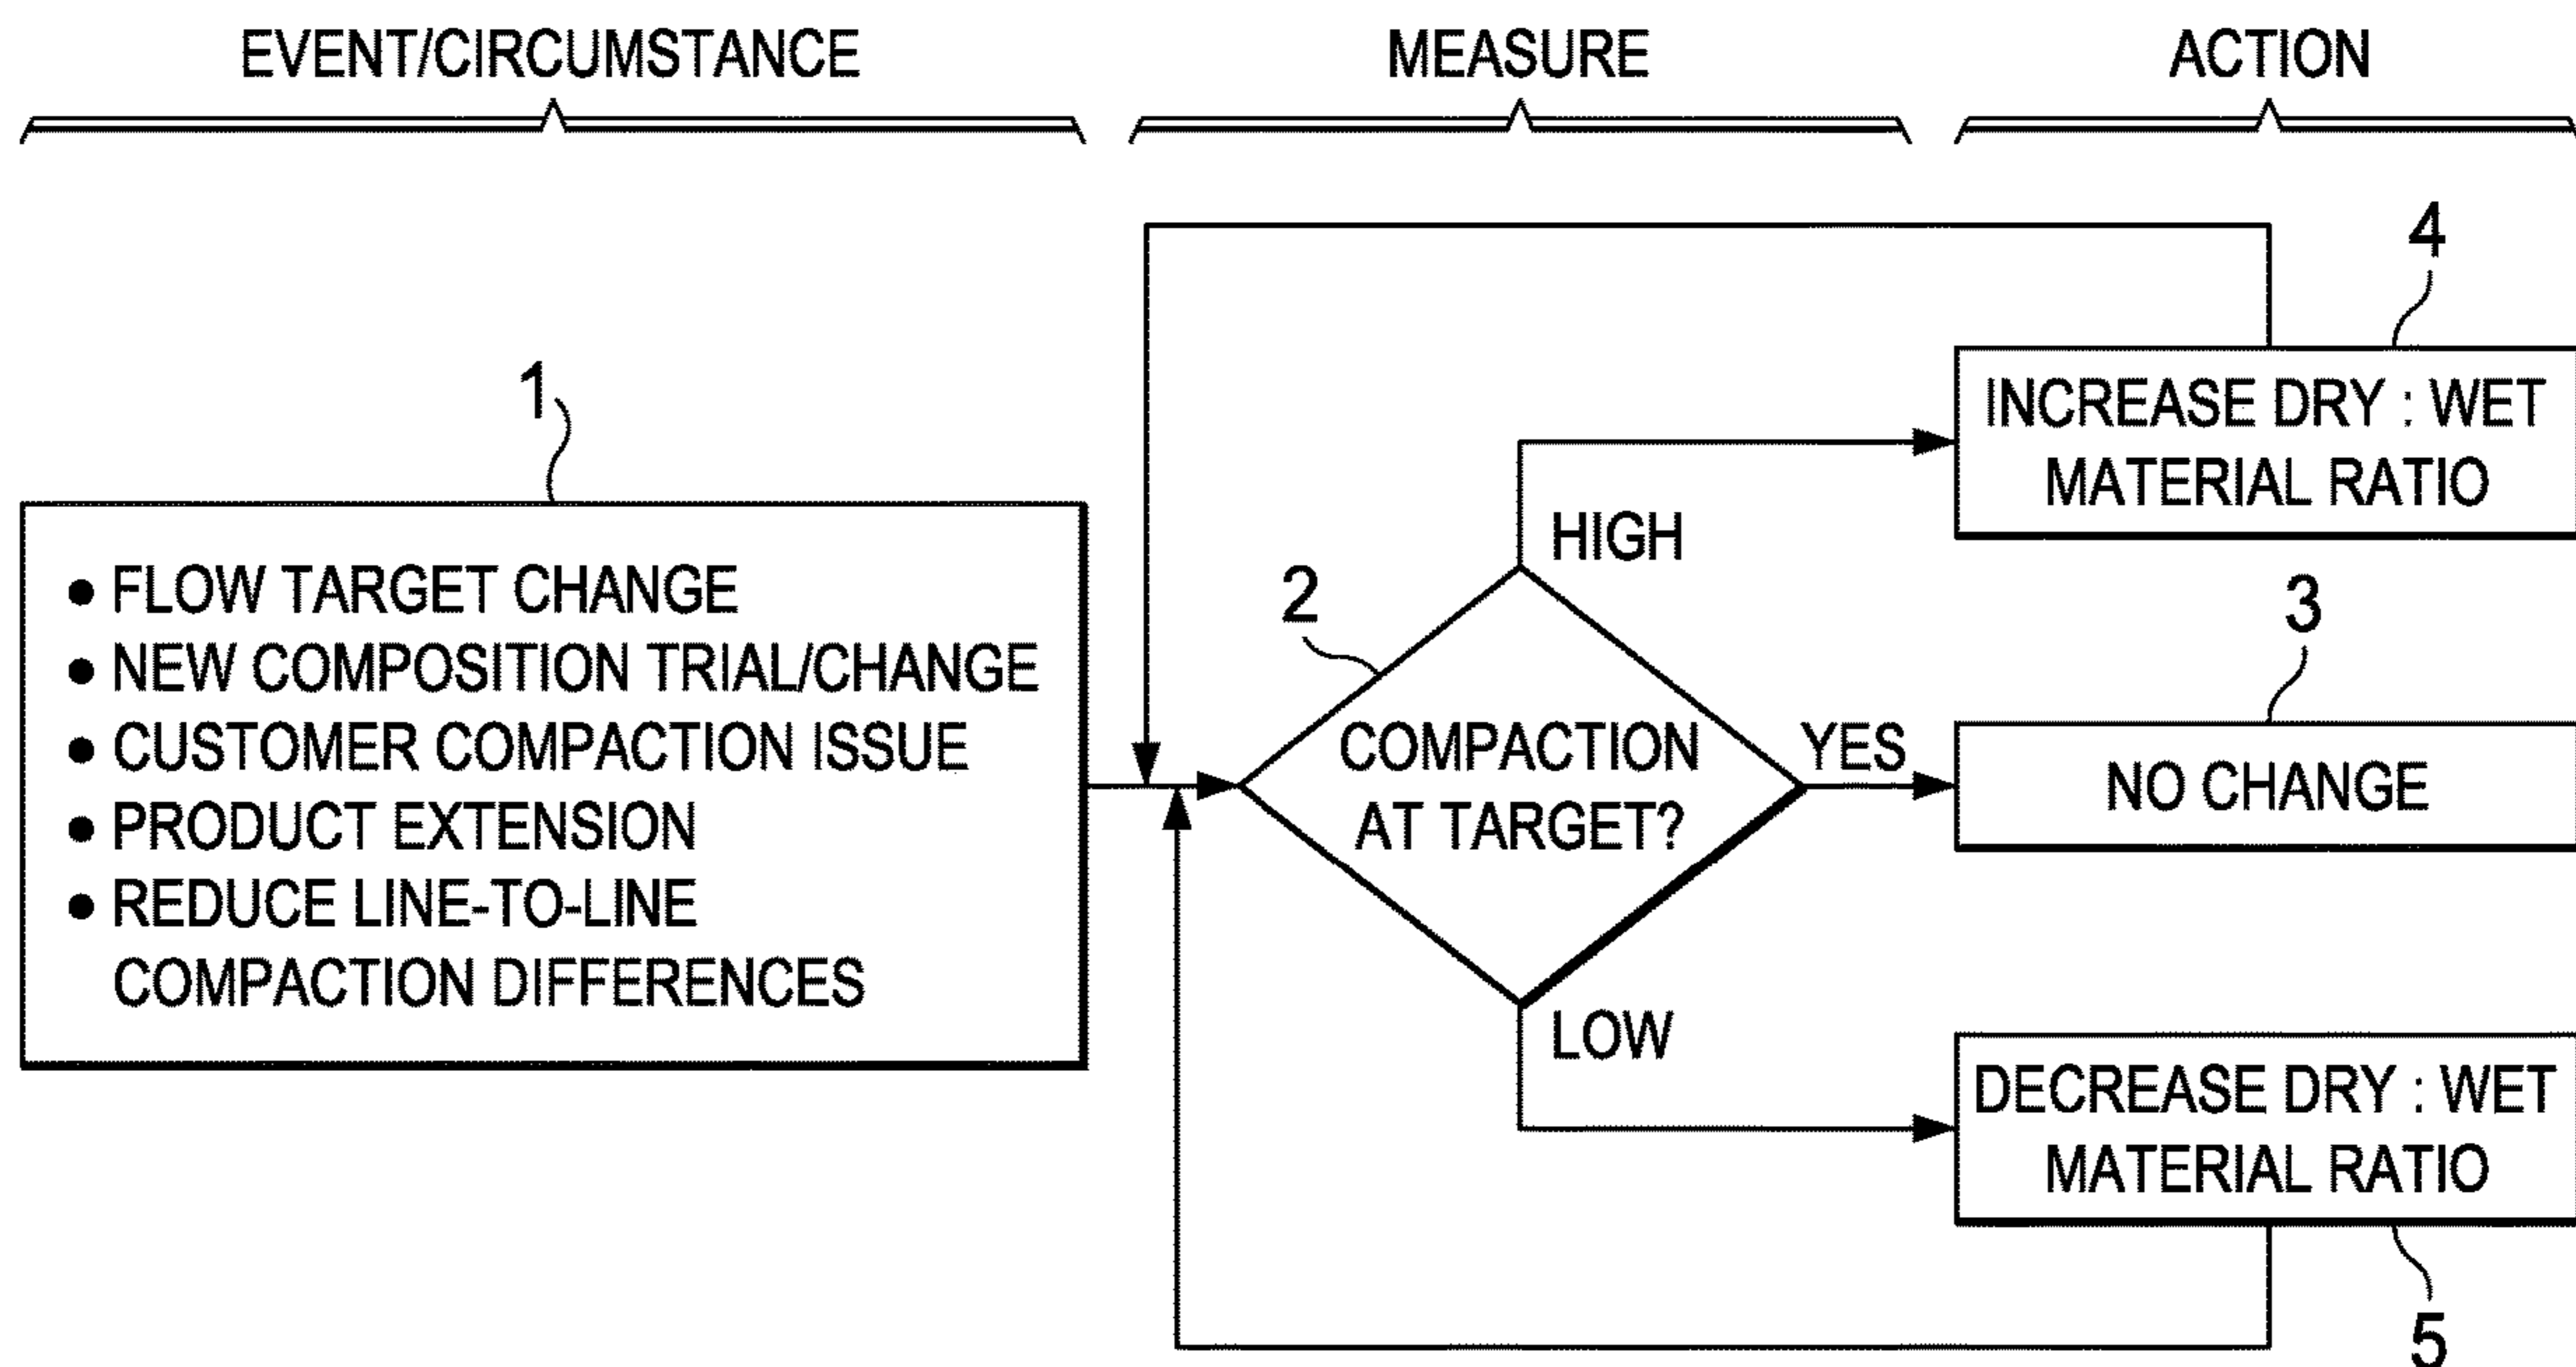 EVENT/CIRCUMSTANCE
MEASURE
ACTION
1
• FLOW TARGET CHANGE
• NEW COMPOSITION TRIAL/CHANGE
• CUSTOMER COMPACTION ISSUE
• PRODUCT EXTENSION
• REDUCE LINE-TO-LINE
COMPACTION DIFFERENCES
2
COMPACTION
AT TARGET?
HIGH
YES
LOW
4
INCREASE DRY : WET
MATERIAL RATIO
3
NO CHANGE
DECREASE DRY : WET
MATERIAL RATIO
5